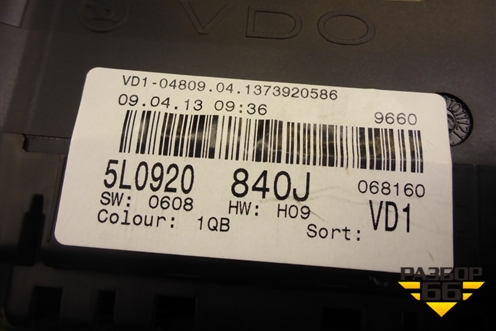 VDO
VD1-04809.04.1373920586
09.04.13 09:36 9660
5L0920 840J 068160
SW: 0608 HW: H09 VD1
Colour: 1QB Sort:
РАЗБОР
66